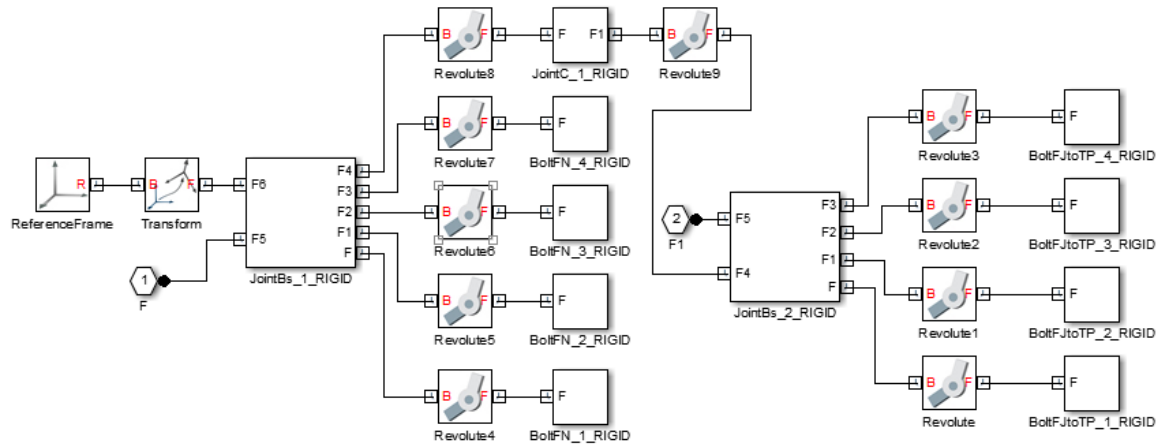 B F
F F1
B F
Revolute8
JointC_1_RIGID
Revolute9
B F
F
Revolute7
BoltFN_4_RIGID
B F
F
Revolute3
BoltFJtoTP_4_RIGID
R
B F
F6
F5
F4
F3
F2
F1
F
ReferenceFrame
Transform
JointBs_1_RIGID
1
F
B F
F
Revolute6
BoltFN_3_RIGID
2
F1
F5
F4
F3
F2
F1
F
JointBs_2_RIGID
B F
F
Revolute2
BoltFJtoTP_3_RIGID
B F
F
Revolute5
BoltFN_2_RIGID
B F
F
Revolute1
BoltFJtoTP_2_RIGID
B F
F
Revolute4
BoltFN_1_RIGID
B F
F
Revolute
BoltFJtoTP_1_RIGID